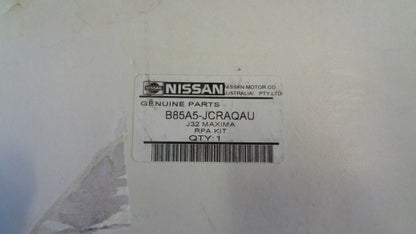 NISSAN
NISSAN MOTOR CO
AUSTRALIA) PTY.LTD
GENUINE PARTS
B85A5-JCRAQAU
J32 MAXIMA
RPA KIT
QTY: 1